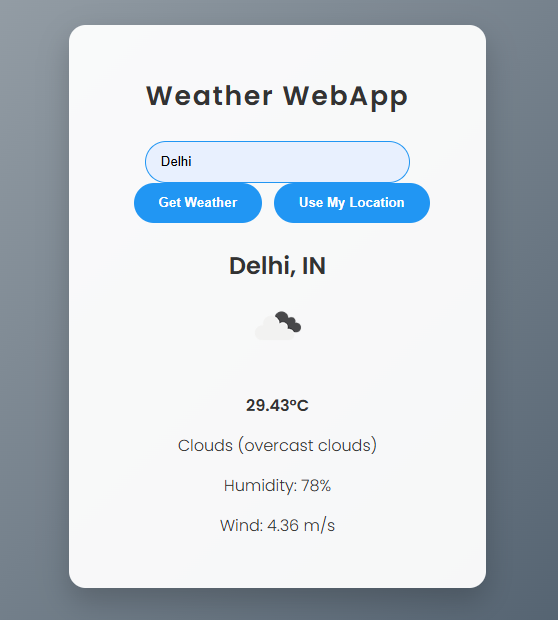 Weather WebApp
Delhi
Get Weather Use My Location
Delhi, IN
29.43°C
Clouds (overcast clouds)
Humidity: 78%
Wind: 4.36 m/s